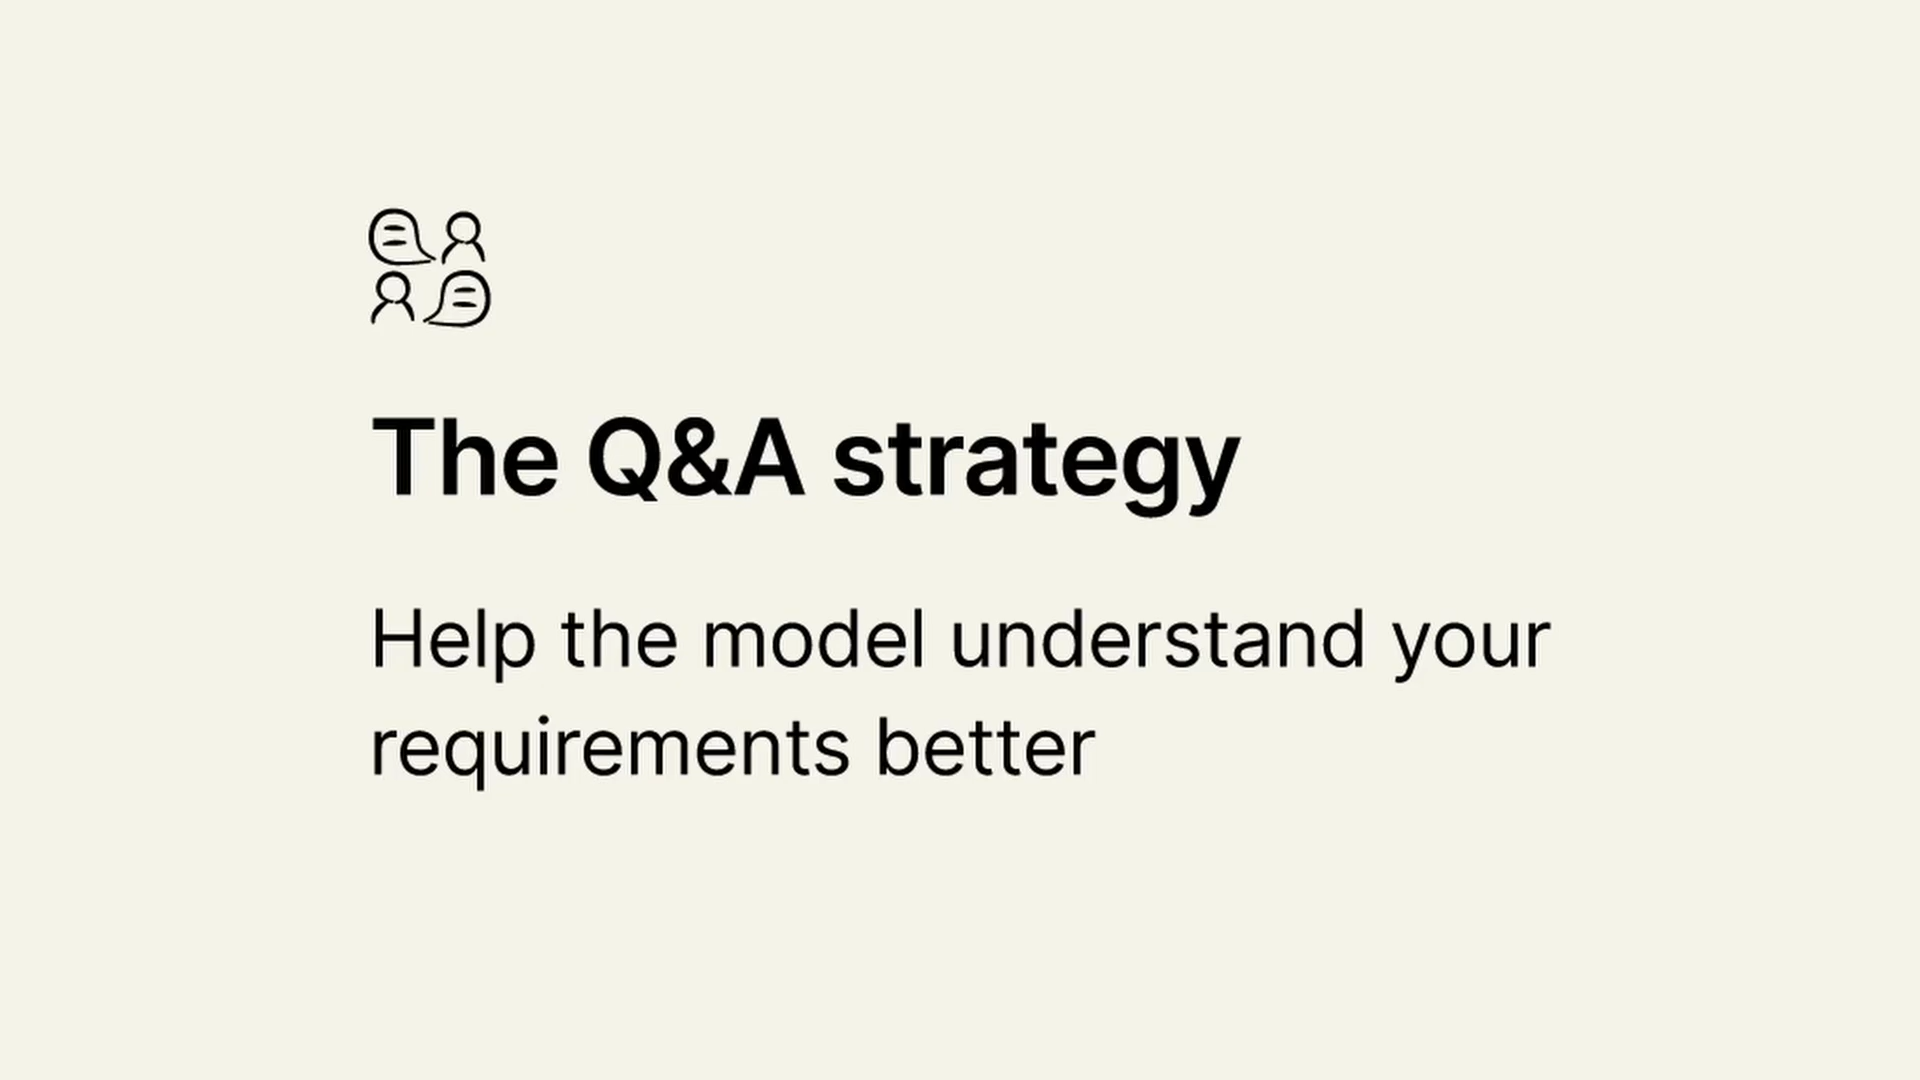 The Q&A strategy
Help the model understand your
requirements better